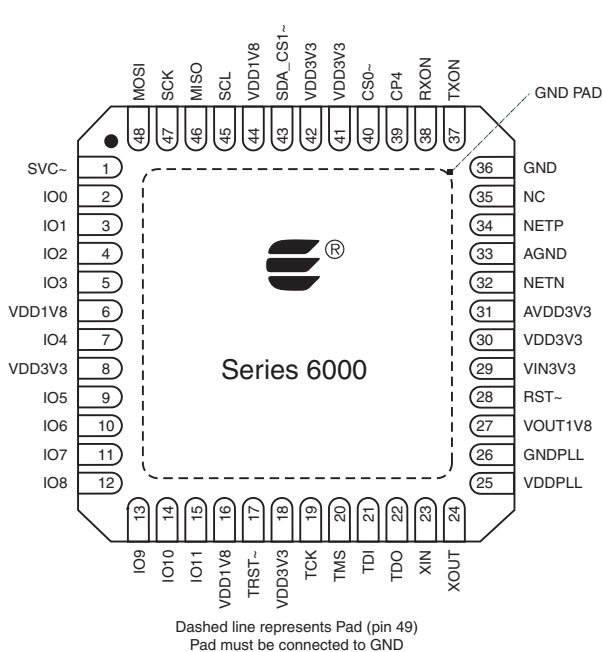 MOSI
SCK
MISO
SCL
VDD1V8
SDA_CS1~
VDD3V3
VDD3V3
CS0~
CP4
RXON
TXON
48
47
46
45
44
43
42
41
40
39
38
37
GND PAD
SVC~ 1
IO0 2
IO1 3
IO2 4
IO3 5
VDD1V8 6
IO4 7
VDD3V3 8
IO5 9
IO6 10
IO7 11
IO8 12
36 GND
35 NC
34 NETP
33 AGND
32 NETN
31 AVDD3V3
30 VDD3V3
29 VIN3V3
28 RST~
27 VOUT1V8
26 GNDPLL
25 VDDPLL
®
Series 6000
13
14
15
16
17
18
19
20
21
22
23
24
IO9
IO10
IO11
VDD1V8
TRST~
VDD3V3
TCK
TMS
TDI
TDO
XIN
XOUT
Dashed line represents Pad (pin 49)
Pad must be connected to GND